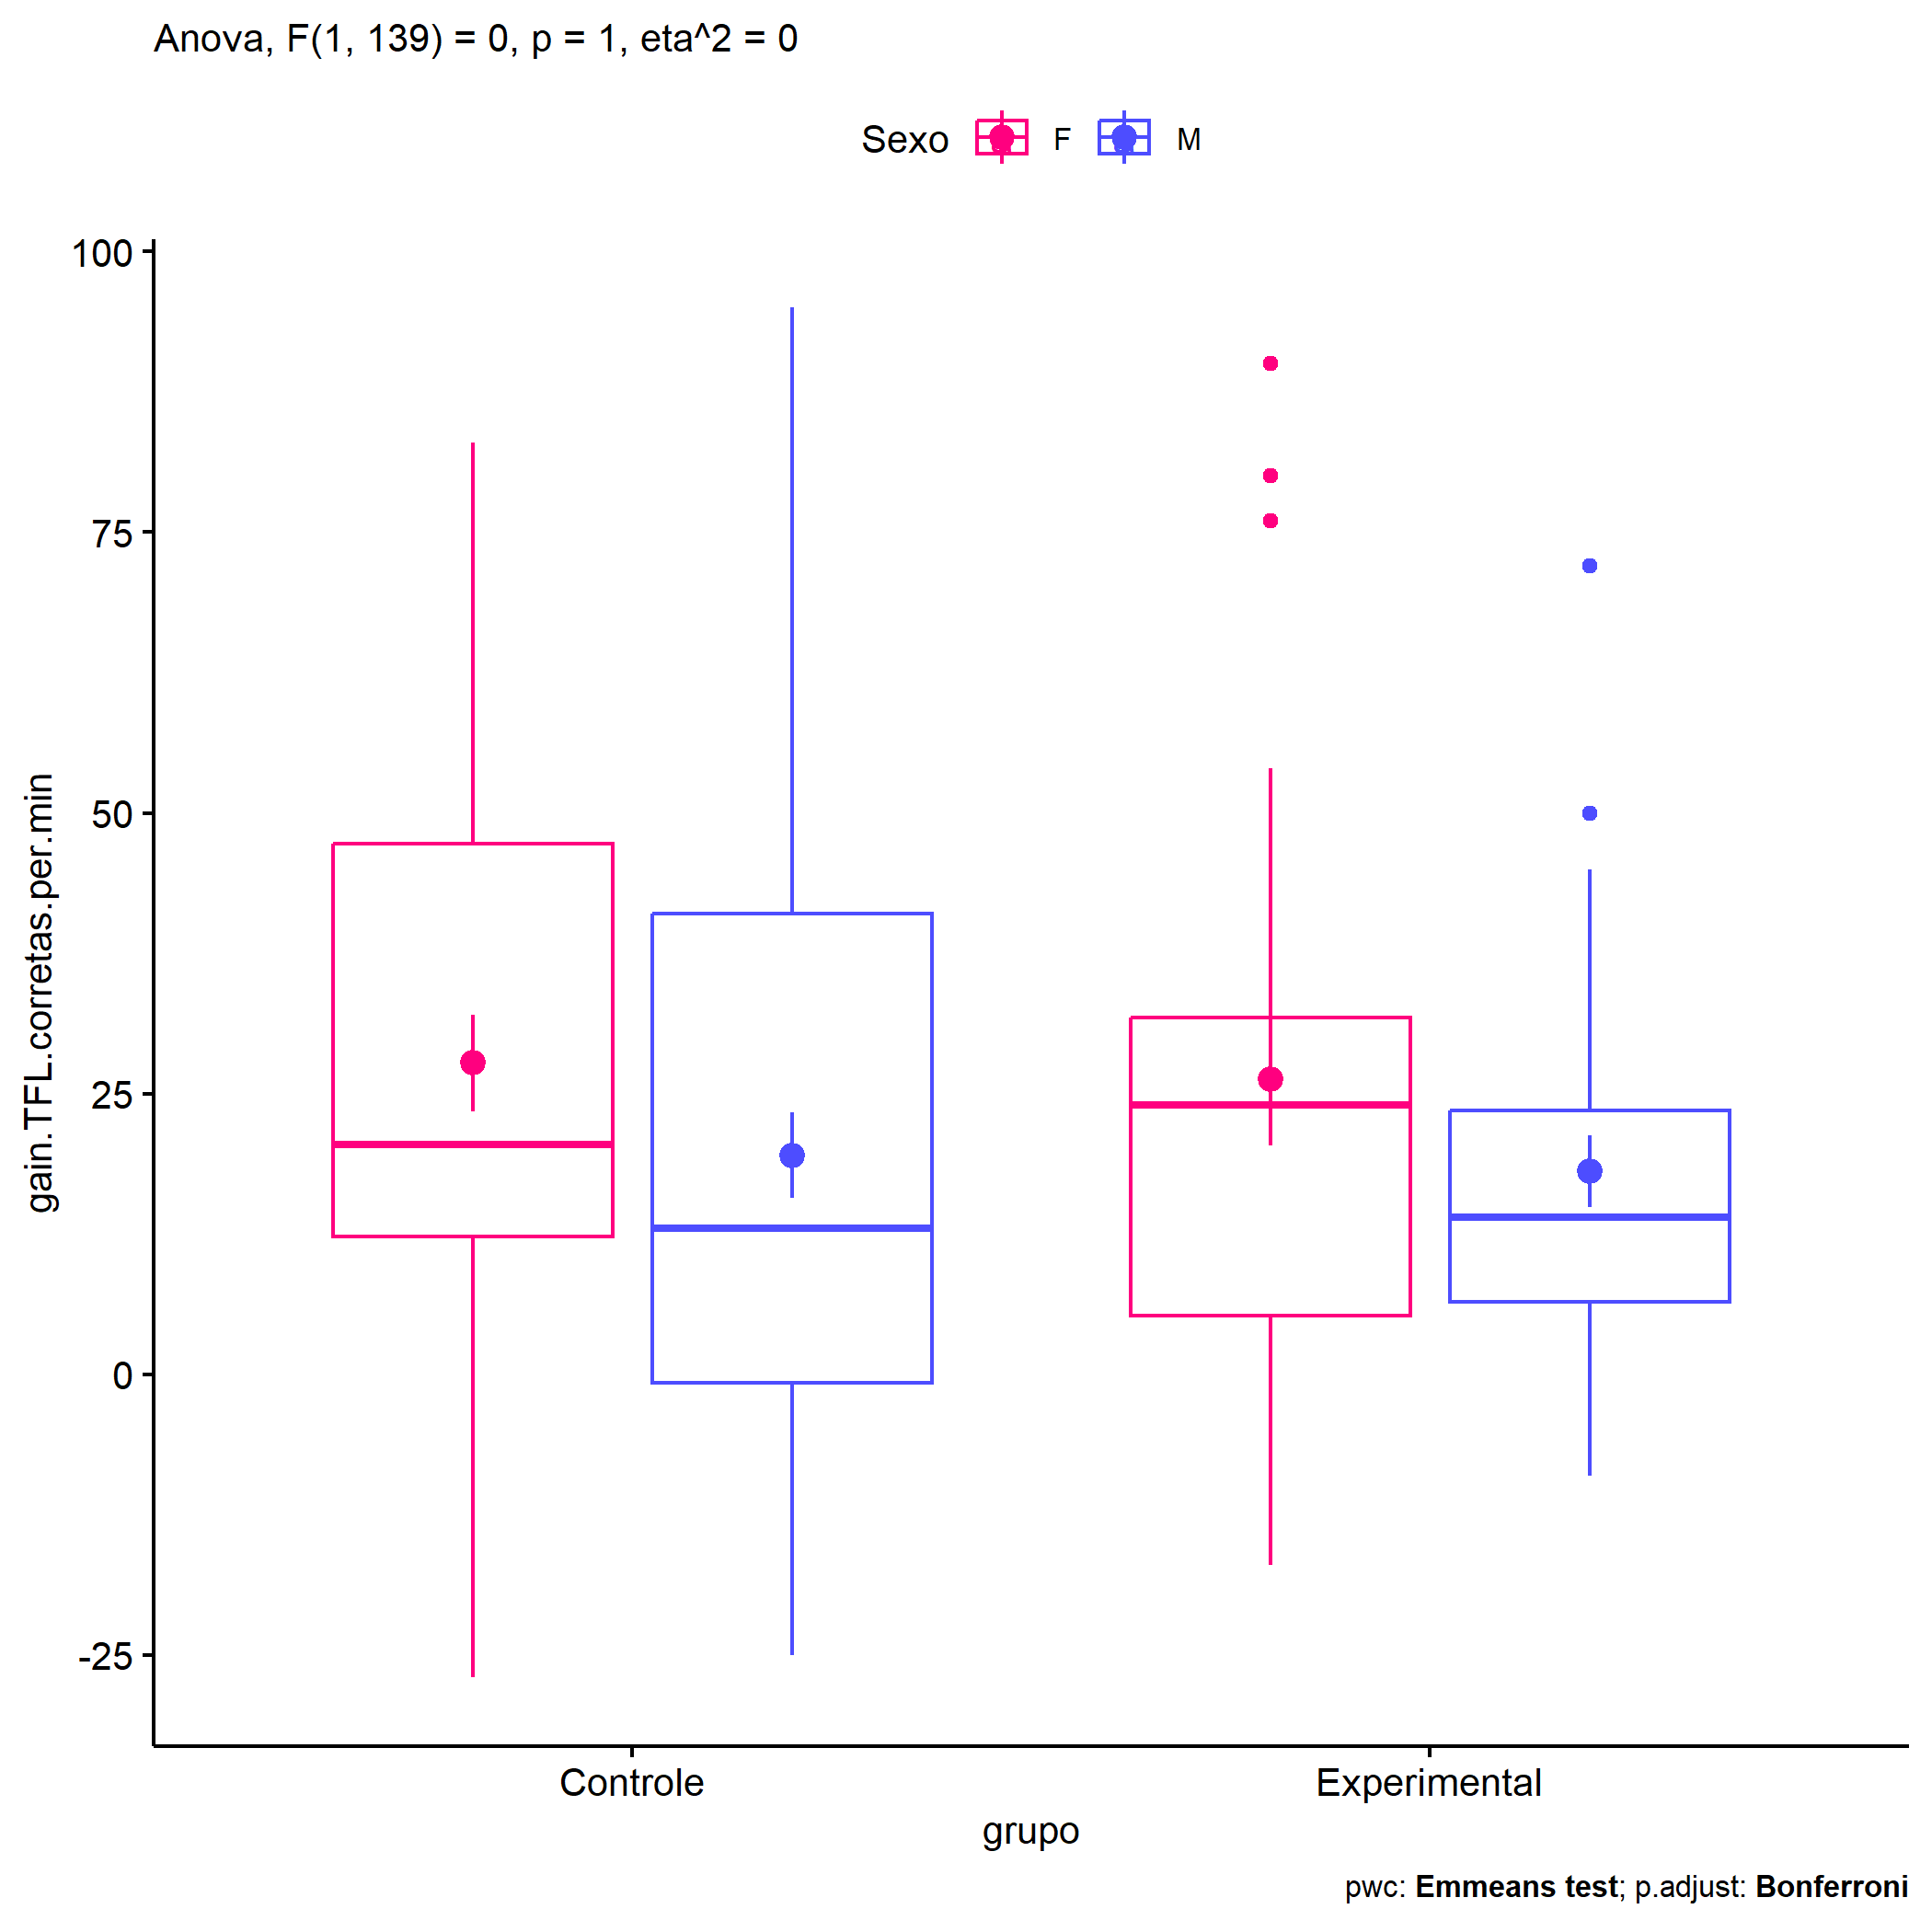 Anova, F(1, 139) = 0, p = 1, eta^2 = 0
Sexo F M
100
75
50
25
0
-25
gain.TFL.corretas.per.min
Controle Experimental
grupo
pwc: Emmeans test; p.adjust: Bonferroni